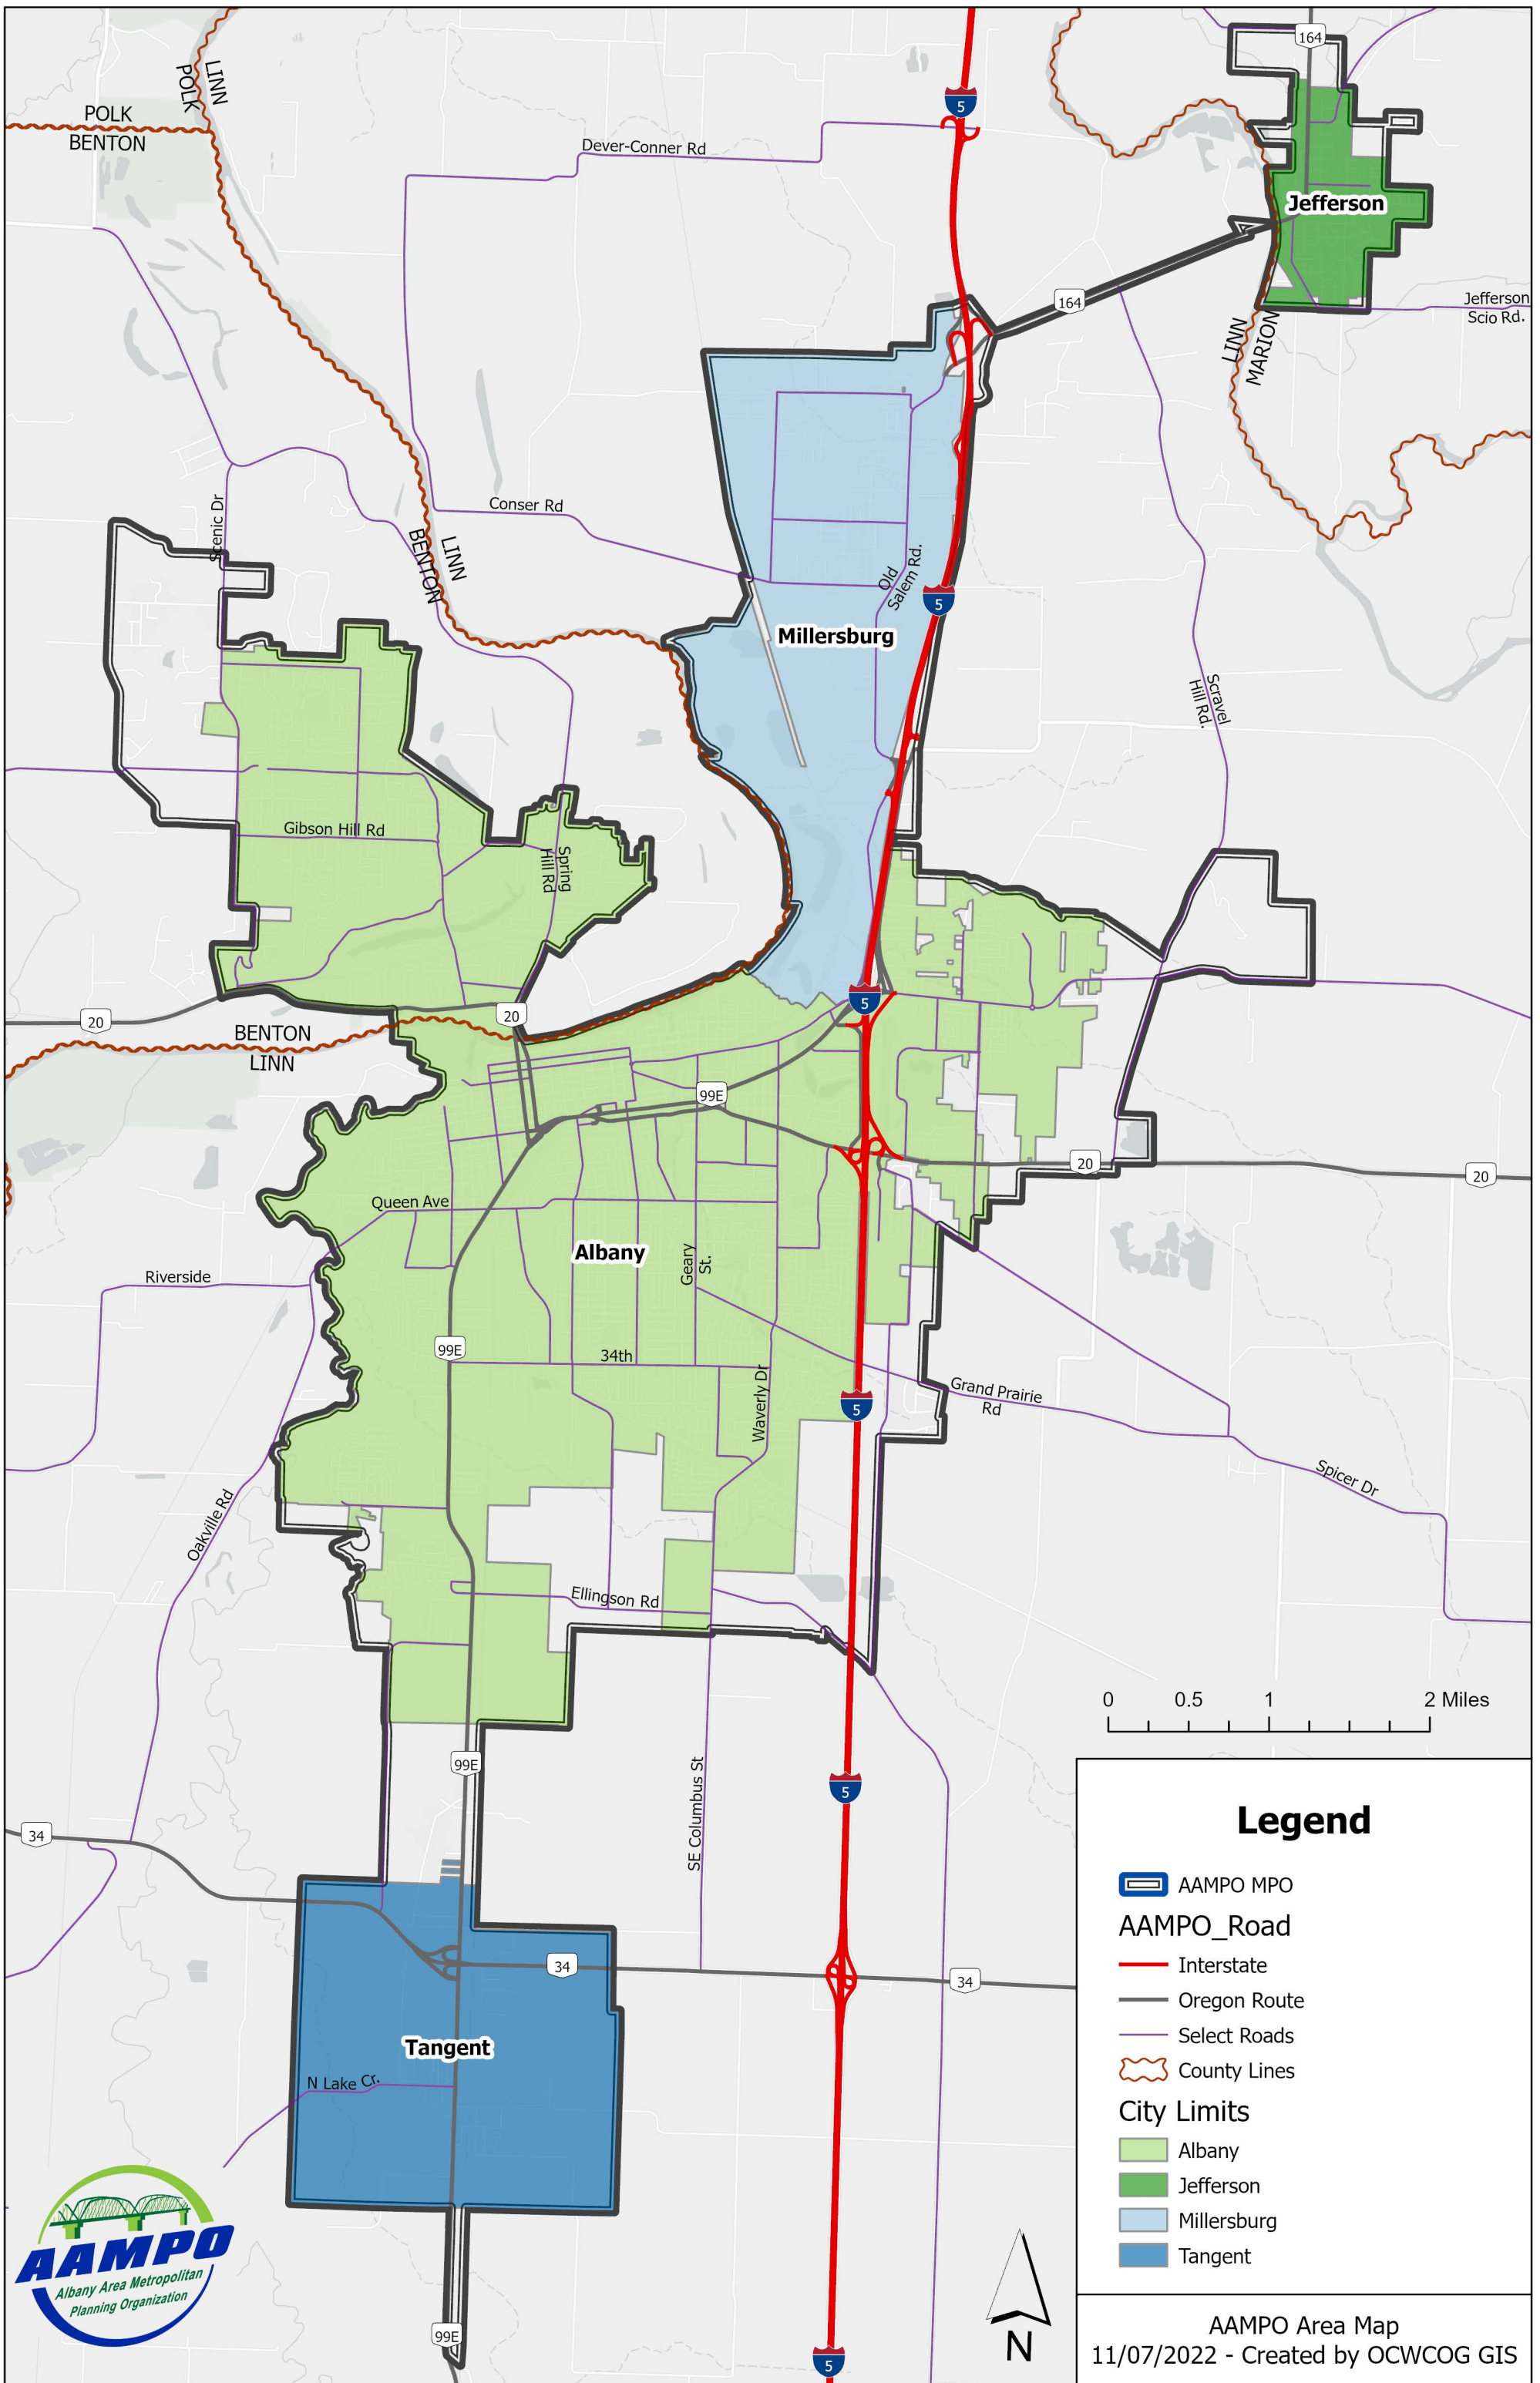 164
LINN
POLK
5
POLK
BENTON
Dever-Conner Rd
Jefferson
164
Jefferson
Scio Rd.
LINN
MARION
Scenic Dr
Conser Rd
LINN
BENTON
Old
Salem Rd.
5
Millersburg
Scravel
Hill Rd.
Gibson Hill Rd
Spring
Hill Rd
5
20
20
BENTON
LINN
99E
20
20
Queen Ave
Albany
Geary
St.
Riverside
99E
34th
Waverly Dr
Grand Prairie
Rd
5
Spicer Dr
Oakville Rd
Ellingson Rd
0 0.5 1 2 Miles
99E
5
SE Columbus St
34
34
34
Tangent
N Lake Cr.
99E
5
AAMPO
Albany Area Metropolitan
Planning Organization
N
Legend
AAMPO MPO
AAMPO_Road
Interstate
Oregon Route
Select Roads
County Lines
City Limits
Albany
Jefferson
Millersburg
Tangent
AAMPO Area Map
11/07/2022 - Created by OCWCOG GIS